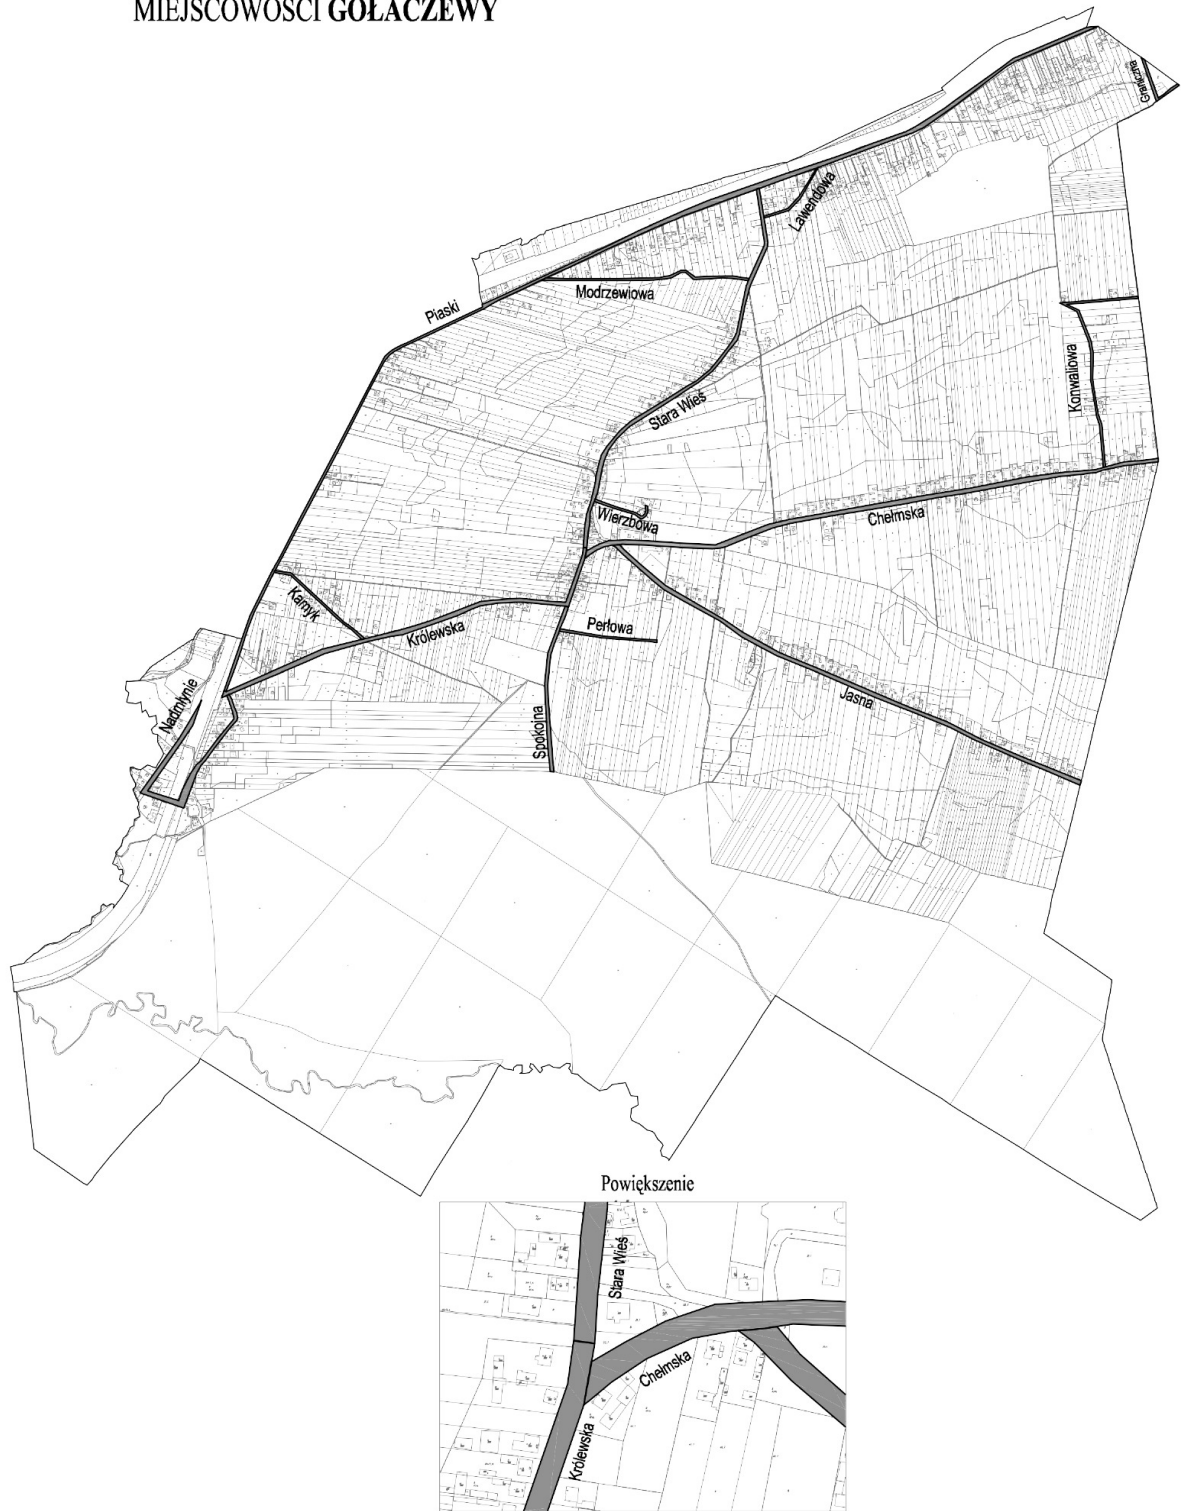 MIEJSCOWOŚCI GOŁACZEWY
Graniczna
Lawendowa
Modrzewiowa
Piaski
Konwaliowa
Stara Wieś
Wierzbowa
Chełmska
Kamyk
Perłowa
Królewska
Nadmłynie
Jasna
Spokojna
Powiększenie
Stara Wieś
Chełmska
Królewska